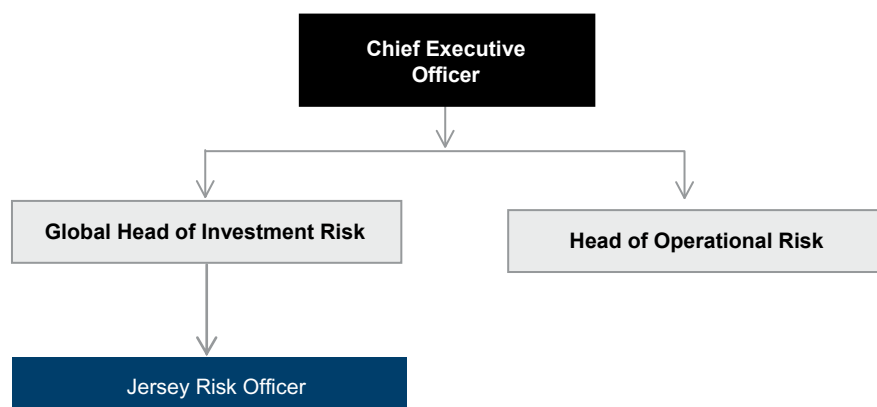 Chief Executive
Officer
Global Head of Investment Risk
Head of Operational Risk
Jersey Risk Officer